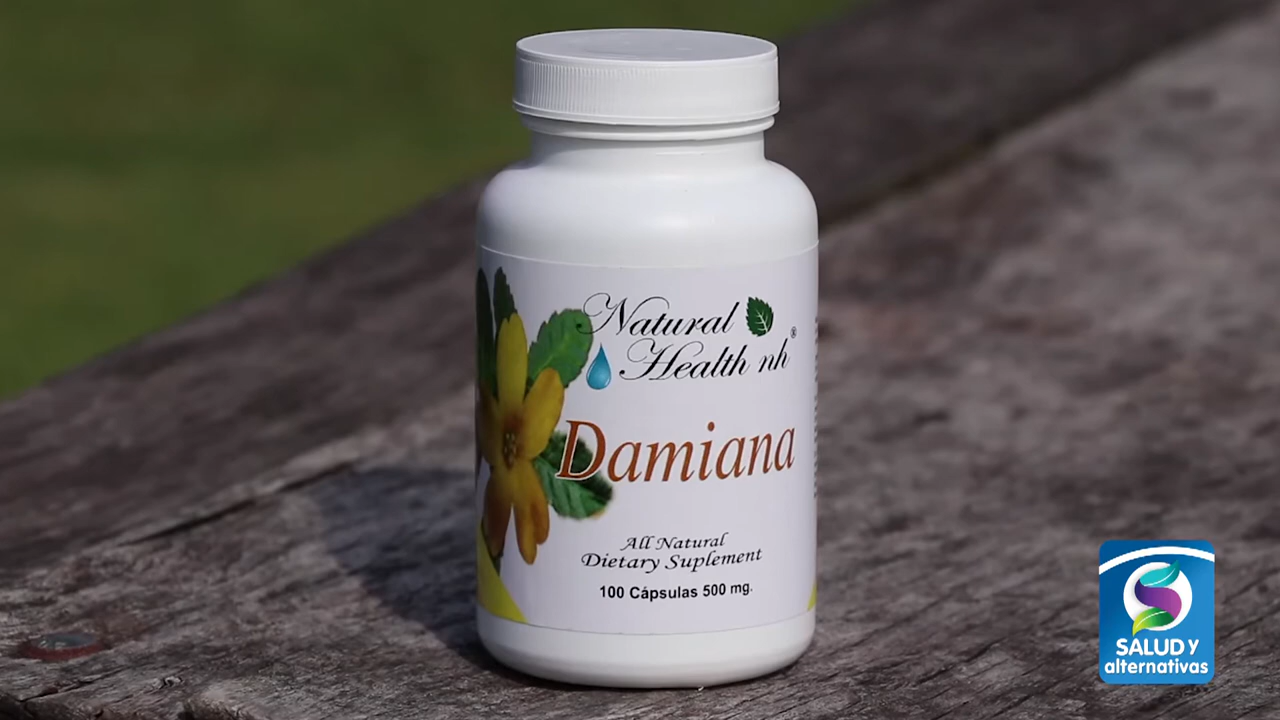 Natural
Health nh®
Damiana
All Natural
Dietary Suplement
100 Cápsulas 500 mg.
SALUD Y
alternativas